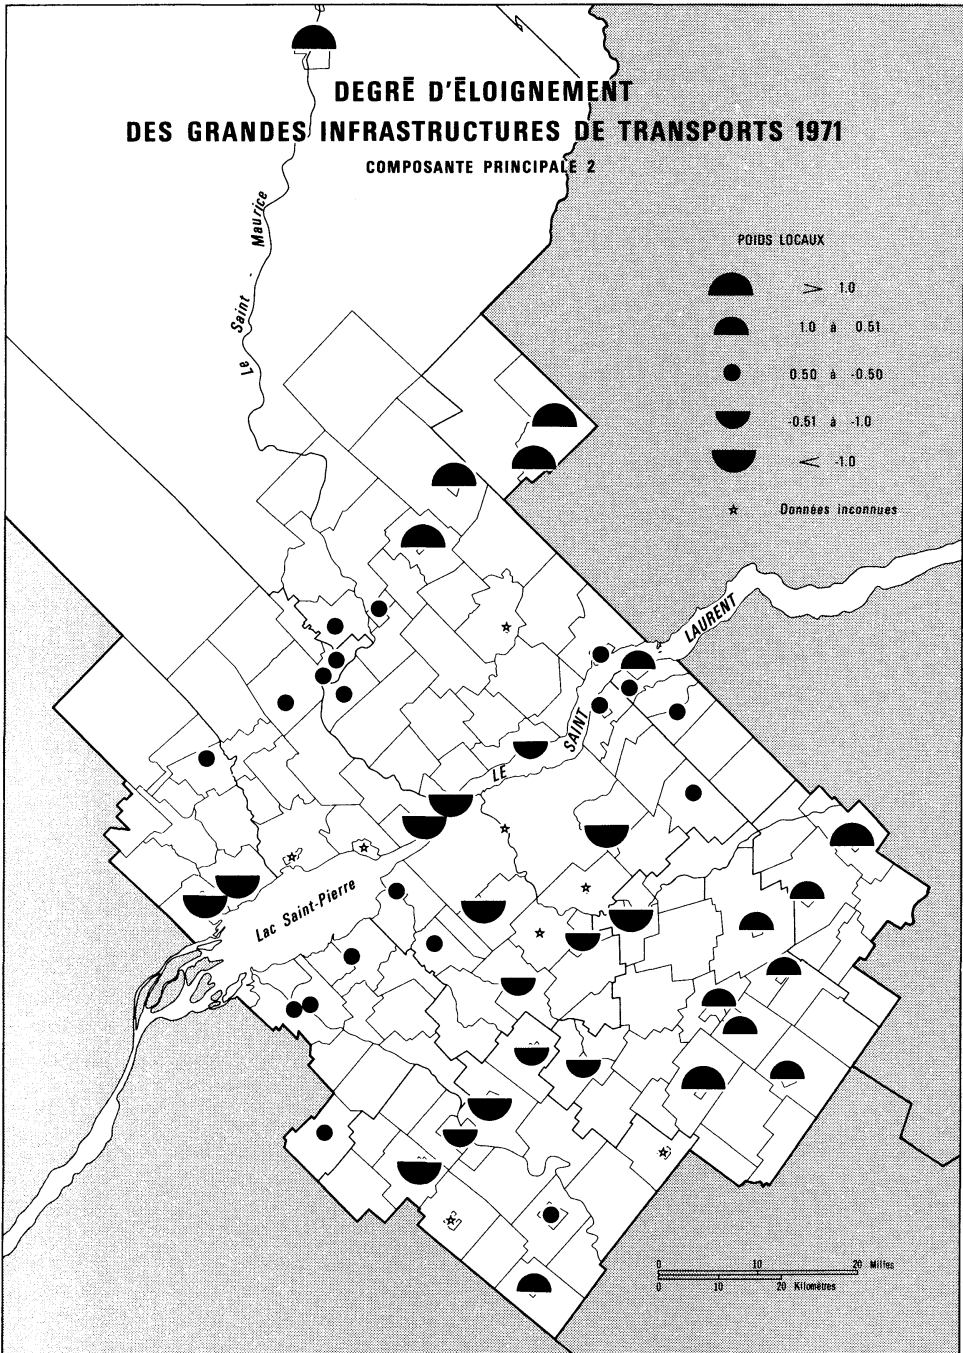 DEGRĒ D'ĒLOIGNEMENT
DES GRANDES INFRASTRUCTURES DE TRANSPORTS 1971
COMPOSANTE PRINCIPALE 2
Le Saint - Maurice
POIDS LOCAUX
> 1.0
1.0 à 0.51
0.50 à -0.50
-0.51 à -1.0
< -1.0
Données inconnues
LE SAINT LAURENT
Lac Saint-Pierre
0 10 20 Milles
0 10 20 Kilomètres